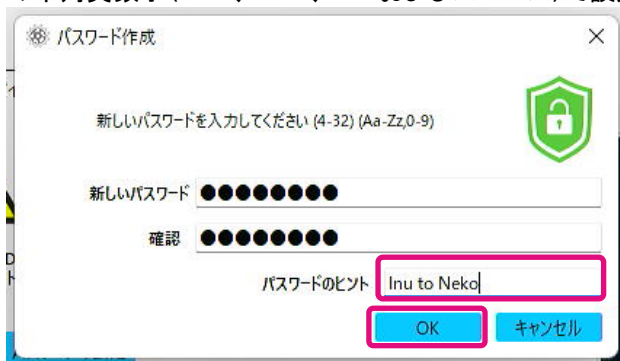 パスワード作成
新しいパスワードを入力してください (4-32) (Aa-Zz,0-9)
新しいパスワード ●●●●●●●●
確認 ●●●●●●●●
パスワードのヒント Inu to Neko
OK キャンセル